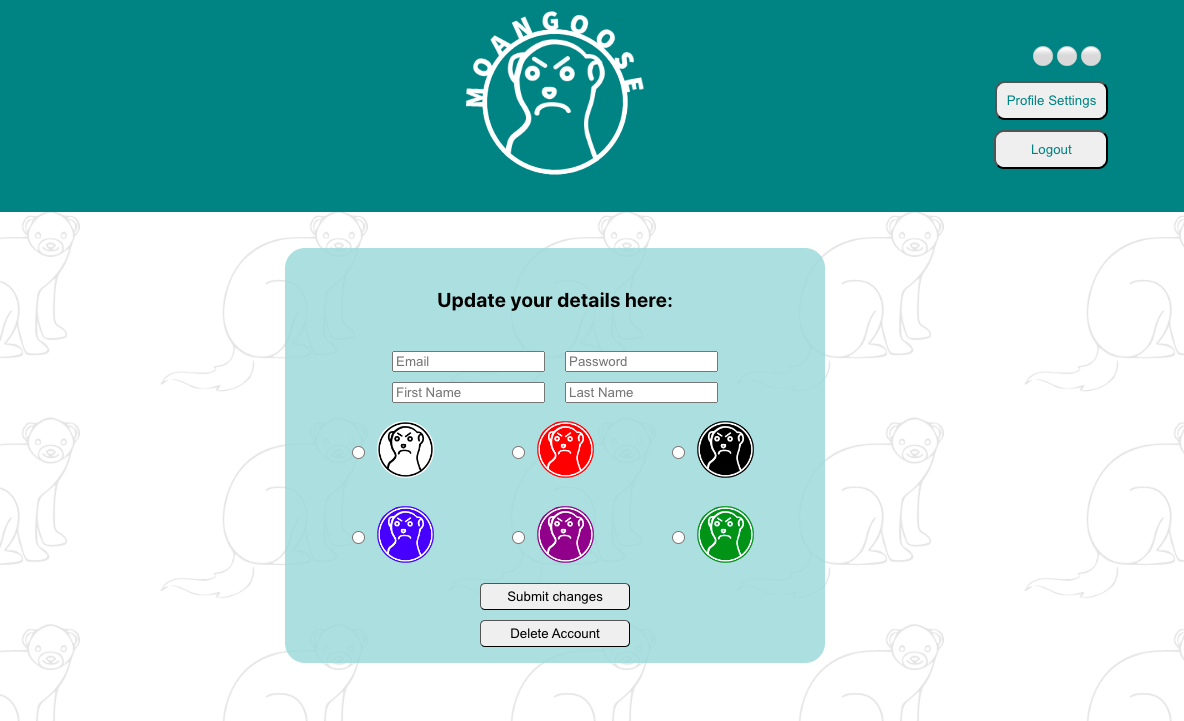 MOANGOOSE
Profile Settings
Logout
Update your details here:
Email Password
First Name Last Name
Submit changes
Delete Account